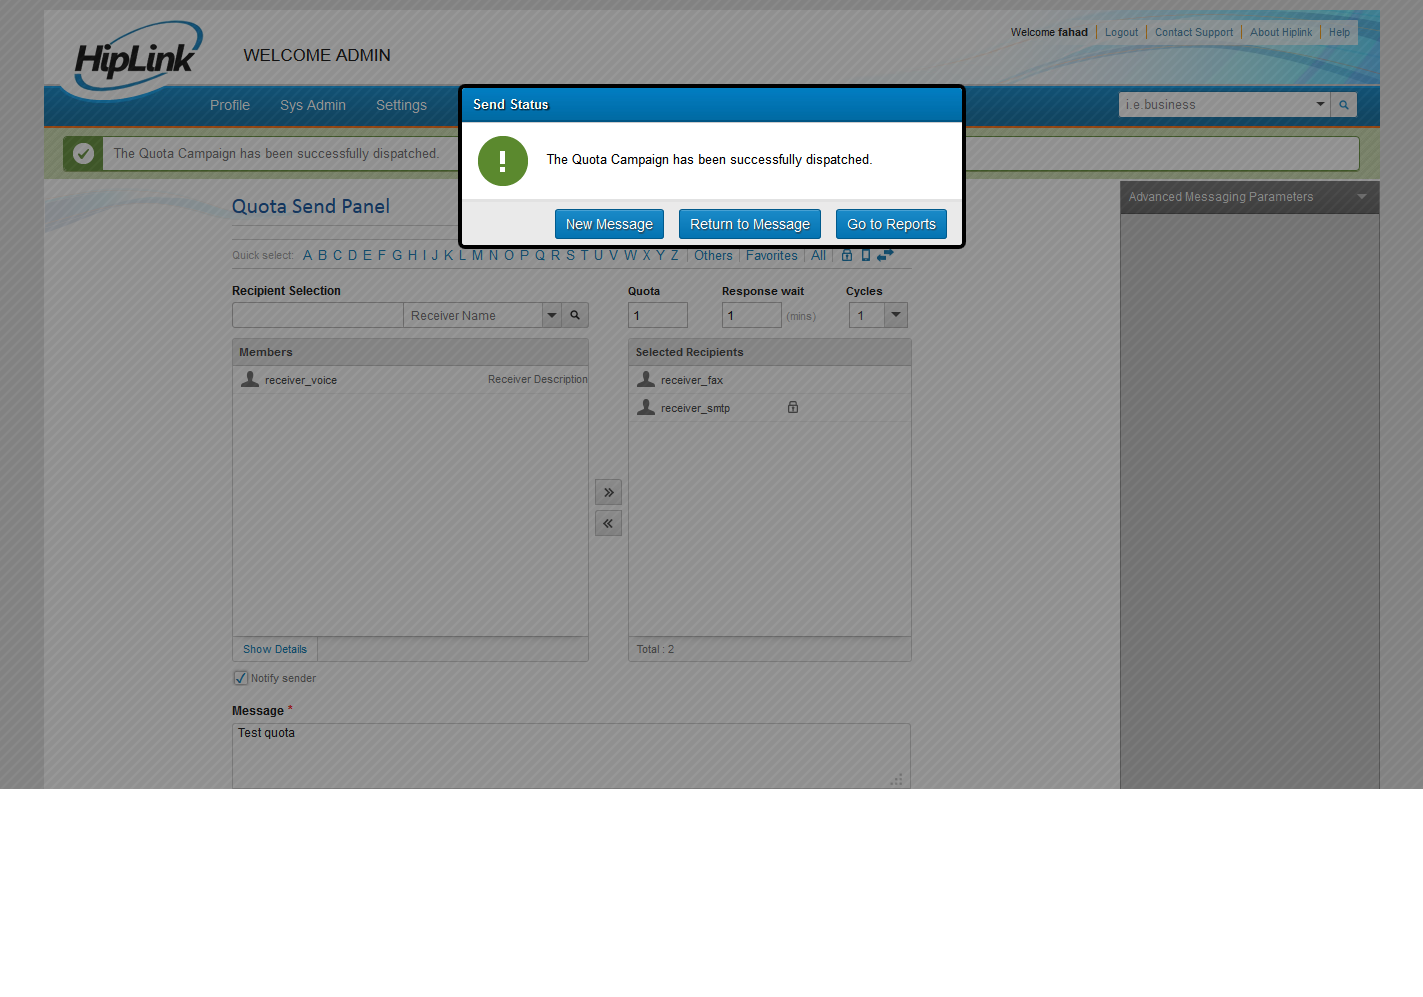 HipLink
WELCOME ADMIN
Welcome fahad Logout Contact Support About Hiplink Help
Profile Sys Admin Settings
i.e.business
Send Status
The Quota Campaign has been successfully dispatched.
The Quota Campaign has been successfully dispatched.
New Message Return to Message Go to Reports
Quota Send Panel
Advanced Messaging Parameters
Quick select: A B C D E F G H I J K L M N O P Q R S T U V W X Y Z Others Favorites All
Recipient Selection Quota Response wait Cycles
Receiver Name 1 1 (mins) 1
Members Selected Recipients
receiver_voice Receiver Description receiver_fax
receiver_smtp
Show Details Total : 2
Notify sender
Message *
Test quota